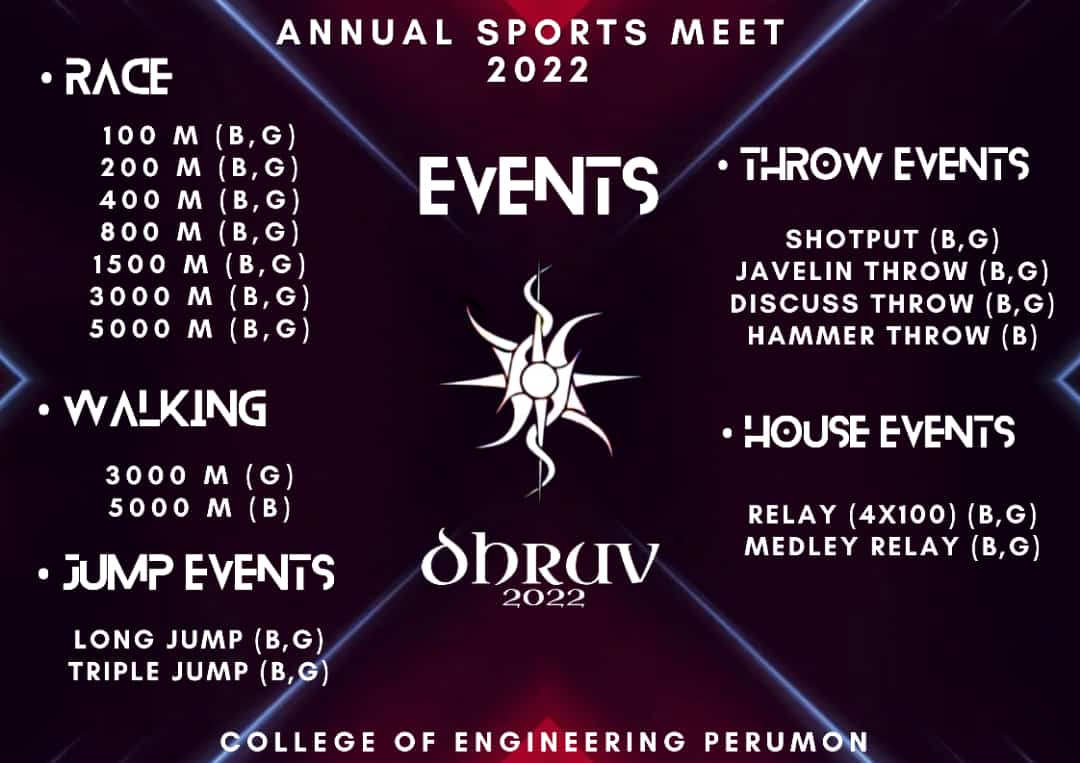 ANNUAL SPORTS MEET
2022
• RACE
100 M (B,G)
200 M (B,G)
400 M (B,G)
800 M (B,G)
1500 M (B,G)
3000 M (B,G)
5000 M (B,G)
• WALKING
3000 M (G)
5000 M (B)
• JUMP EVENTS
LONG JUMP (B,G)
TRIPLE JUMP (B,G)
EVENTS
DHRUV
2022
• THROW EVENTS
SHOTPUT (B,G)
JAVELIN THROW (B,G)
DISCUSS THROW (B,G)
HAMMER THROW (B)
• HOUSE EVENTS
RELAY (4X100) (B,G)
MEDLEY RELAY (B,G)
COLLEGE OF ENGINEERING PERUMON